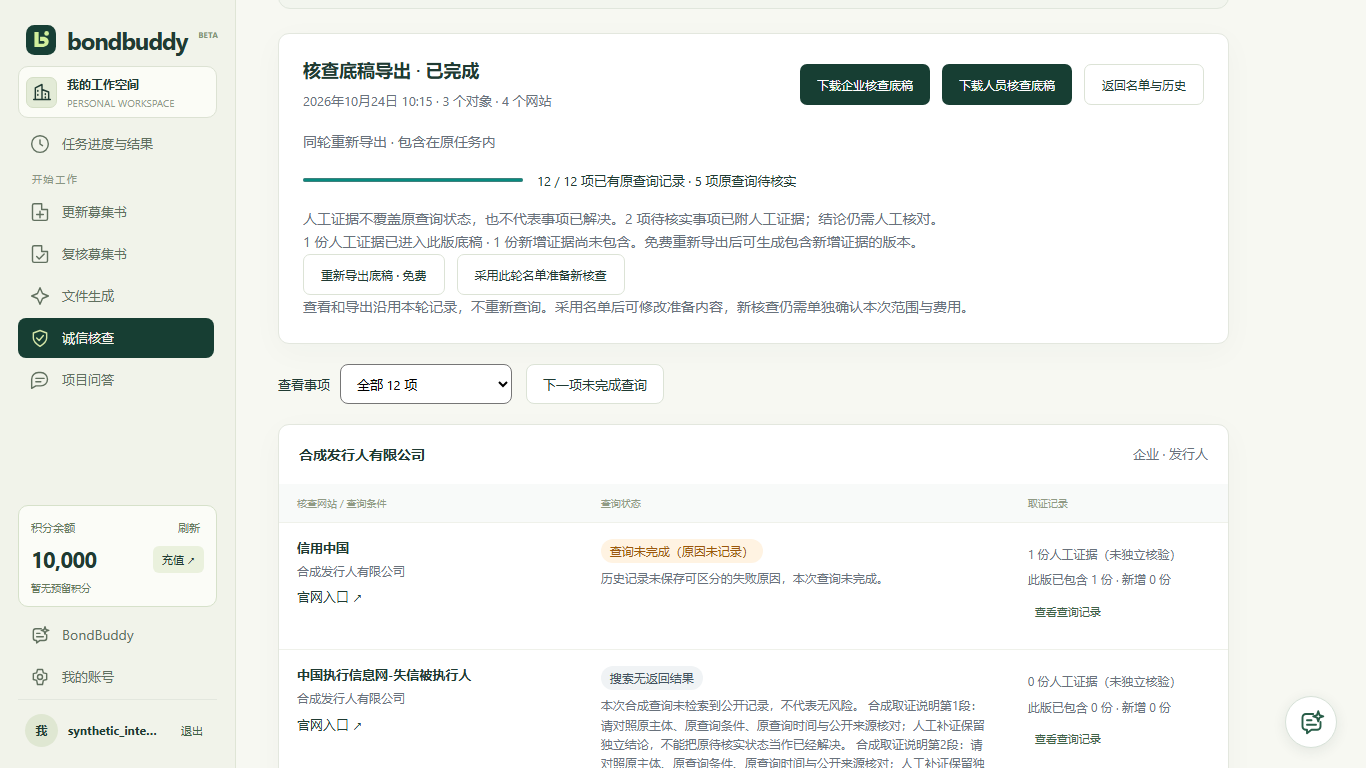 bondbuddy BETA
我的工作空间
PERSONAL WORKSPACE
任务进度与结果
开始工作
更新募集书
复核募集书
文件生成
诚信核查
项目问答
积分余额 刷新
10,000 充值 ↗
暂无预留积分
BondBuddy
我的账号
我 synthetic_inte... 退出
核查底稿导出 · 已完成
2026年10月24日 10:15 · 3 个对象 · 4 个网站
下载企业核查底稿 下载人员核查底稿 返回名单与历史
同轮重新导出 · 包含在原任务内
12 / 12 项已有原查询记录 · 5 项原查询待核实
人工证据不覆盖原查询状态，也不代表事项已解决。2 项待核实事项已附人工证据；结论仍需人工核对。
1 份人工证据已进入此版底稿 · 1 份新增证据尚未包含。免费重新导出后可生成包含新增证据的版本。
重新导出底稿 · 免费 采用此轮名单准备新核查
查看和导出沿用本轮记录，不重新查询。采用名单后可修改准备内容，新核查仍需单独确认本次范围与费用。
查看事项 全部 12 项 下一项未完成查询
合成发行人有限公司 企业 · 发行人
核查网站 / 查询条件 查询状态 取证记录
信用中国
合成发行人有限公司
官网入口 ↗
查询未完成（原因未记录）
历史记录未保存可区分的失败原因，本次查询未完成。
1 份人工证据（未独立核验）
此版已包含 1 份 · 新增 0 份
查看查询记录
中国执行信息网-失信被执行人
合成发行人有限公司
官网入口 ↗
搜索无返回结果
本次合成查询未检索到公开记录，不代表无风险。 合成取证说明第1段：
请对照原主体、原查询条件、原查询时间与公开来源核对；人工补证保留
独立结论，不能把原待核实状态当作已经解决。 合成取证说明第2段：请
对照原主体、原查询条件、原查询时间与公开来源核对；人工补证保留独
0 份人工证据（未独立核验）
此版已包含 0 份 · 新增 0 份
查看查询记录